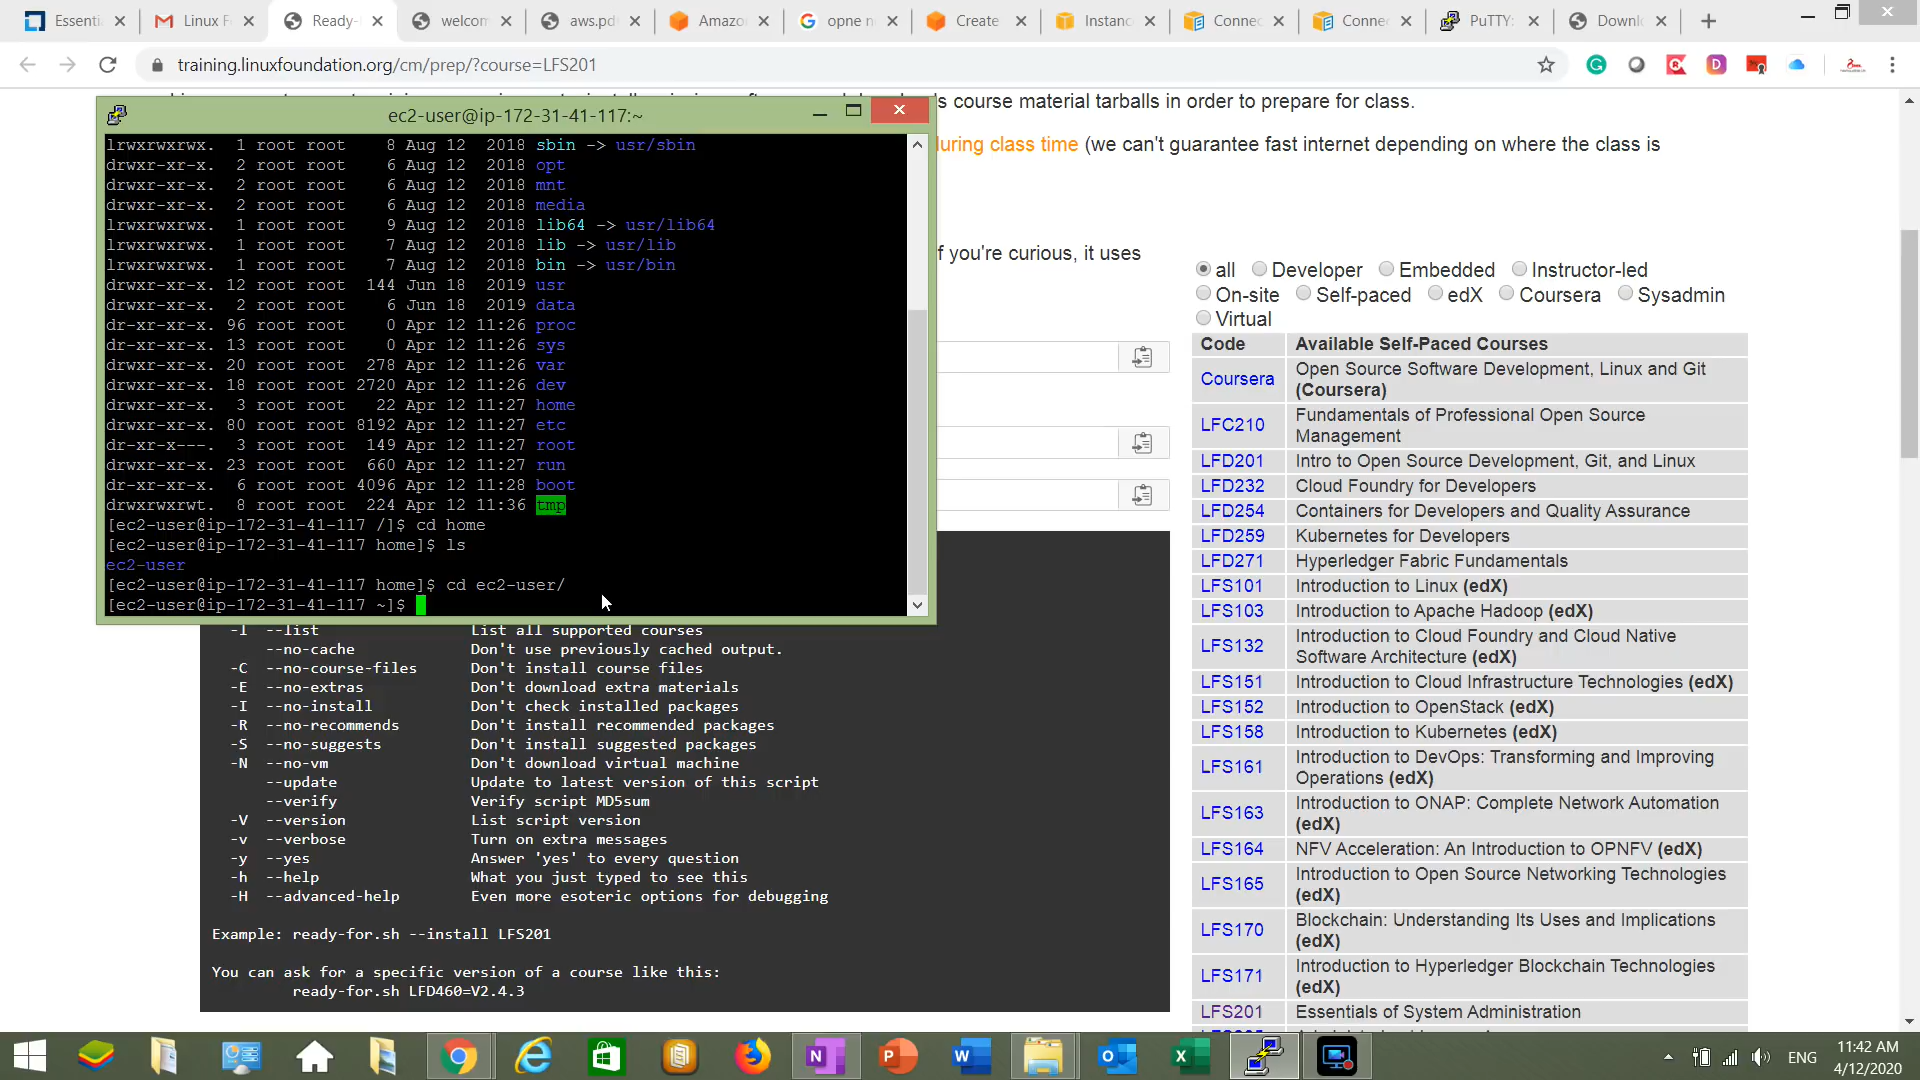 Essenti
Linux F
Ready-
welcom
aws.pd
Amazo
opne n
Create
Instanc
Connec
Connec
PuTTY:
Downl
training.linuxfoundation.org/cm/prep/?course=LFS201
s course material tarballs in order to prepare for class.
during class time (we can't guarantee fast internet depending on where the class is
f you're curious, it uses
ec2-user@ip-172-31-41-117:~
lrwxrwxrwx. 1 root root 8 Aug 12 2018 sbin -> usr/sbin
drwxr-xr-x. 2 root root 6 Aug 12 2018 opt
drwxr-xr-x. 2 root root 6 Aug 12 2018 mnt
drwxr-xr-x. 2 root root 6 Aug 12 2018 media
lrwxrwxrwx. 1 root root 9 Aug 12 2018 lib64 -> usr/lib64
lrwxrwxrwx. 1 root root 7 Aug 12 2018 lib -> usr/lib
lrwxrwxrwx. 1 root root 7 Aug 12 2018 bin -> usr/bin
drwxr-xr-x. 12 root root 144 Jun 18 2019 usr
drwxr-xr-x. 2 root root 6 Jun 18 2019 data
dr-xr-xr-x. 96 root root 0 Apr 12 11:26 proc
dr-xr-xr-x. 13 root root 0 Apr 12 11:26 sys
drwxr-xr-x. 20 root root 278 Apr 12 11:26 var
drwxr-xr-x. 18 root root 2720 Apr 12 11:26 dev
drwxr-xr-x. 3 root root 22 Apr 12 11:27 home
drwxr-xr-x. 80 root root 8192 Apr 12 11:27 etc
dr-xr-x---. 3 root root 149 Apr 12 11:27 root
drwxr-xr-x. 23 root root 660 Apr 12 11:27 run
dr-xr-xr-x. 6 root root 4096 Apr 12 11:28 boot
drwxrwxrwt. 8 root root 224 Apr 12 11:36 tmp
[ec2-user@ip-172-31-41-117 /]$ cd home
[ec2-user@ip-172-31-41-117 home]$ ls
ec2-user
[ec2-user@ip-172-31-41-117 home]$ cd ec2-user/
[ec2-user@ip-172-31-41-117 ~]$
-l --list List all supported courses
--no-cache Don't use previously cached output.
-C --no-course-files Don't install course files
-E --no-extras Don't download extra materials
-I --no-install Don't check installed packages
-R --no-recommends Don't install recommended packages
-S --no-suggests Don't install suggested packages
-N --no-vm Don't download virtual machine
--update Update to latest version of this script
--verify Verify script MD5sum
-V --version List script version
-v --verbose Turn on extra messages
-y --yes Answer 'yes' to every question
-h --help What you just typed to see this
-H --advanced-help Even more esoteric options for debugging
Example: ready-for.sh --install LFS201
You can ask for a specific version of a course like this:
ready-for.sh LFD460=V2.4.3
all Developer Embedded Instructor-led
On-site Self-paced edX Coursera Sysadmin
Virtual
Code Available Self-Paced Courses
Coursera Open Source Software Development, Linux and Git
(Coursera)
LFC210 Fundamentals of Professional Open Source
Management
LFD201 Intro to Open Source Development, Git, and Linux
LFD232 Cloud Foundry for Developers
LFD254 Containers for Developers and Quality Assurance
LFD259 Kubernetes for Developers
LFD271 Hyperledger Fabric Fundamentals
LFS101 Introduction to Linux (edX)
LFS103 Introduction to Apache Hadoop (edX)
LFS132 Introduction to Cloud Foundry and Cloud Native
Software Architecture (edX)
LFS151 Introduction to Cloud Infrastructure Technologies (edX)
LFS152 Introduction to OpenStack (edX)
LFS158 Introduction to Kubernetes (edX)
LFS161 Introduction to DevOps: Transforming and Improving
Operations (edX)
LFS163 Introduction to ONAP: Complete Network Automation
(edX)
LFS164 NFV Acceleration: An Introduction to OPNFV (edX)
LFS165 Introduction to Open Source Networking Technologies
(edX)
LFS170 Blockchain: Understanding Its Uses and Implications
(edX)
LFS171 Introduction to Hyperledger Blockchain Technologies
(edX)
LFS201 Essentials of System Administration
ENG
11:42 AM
4/12/2020